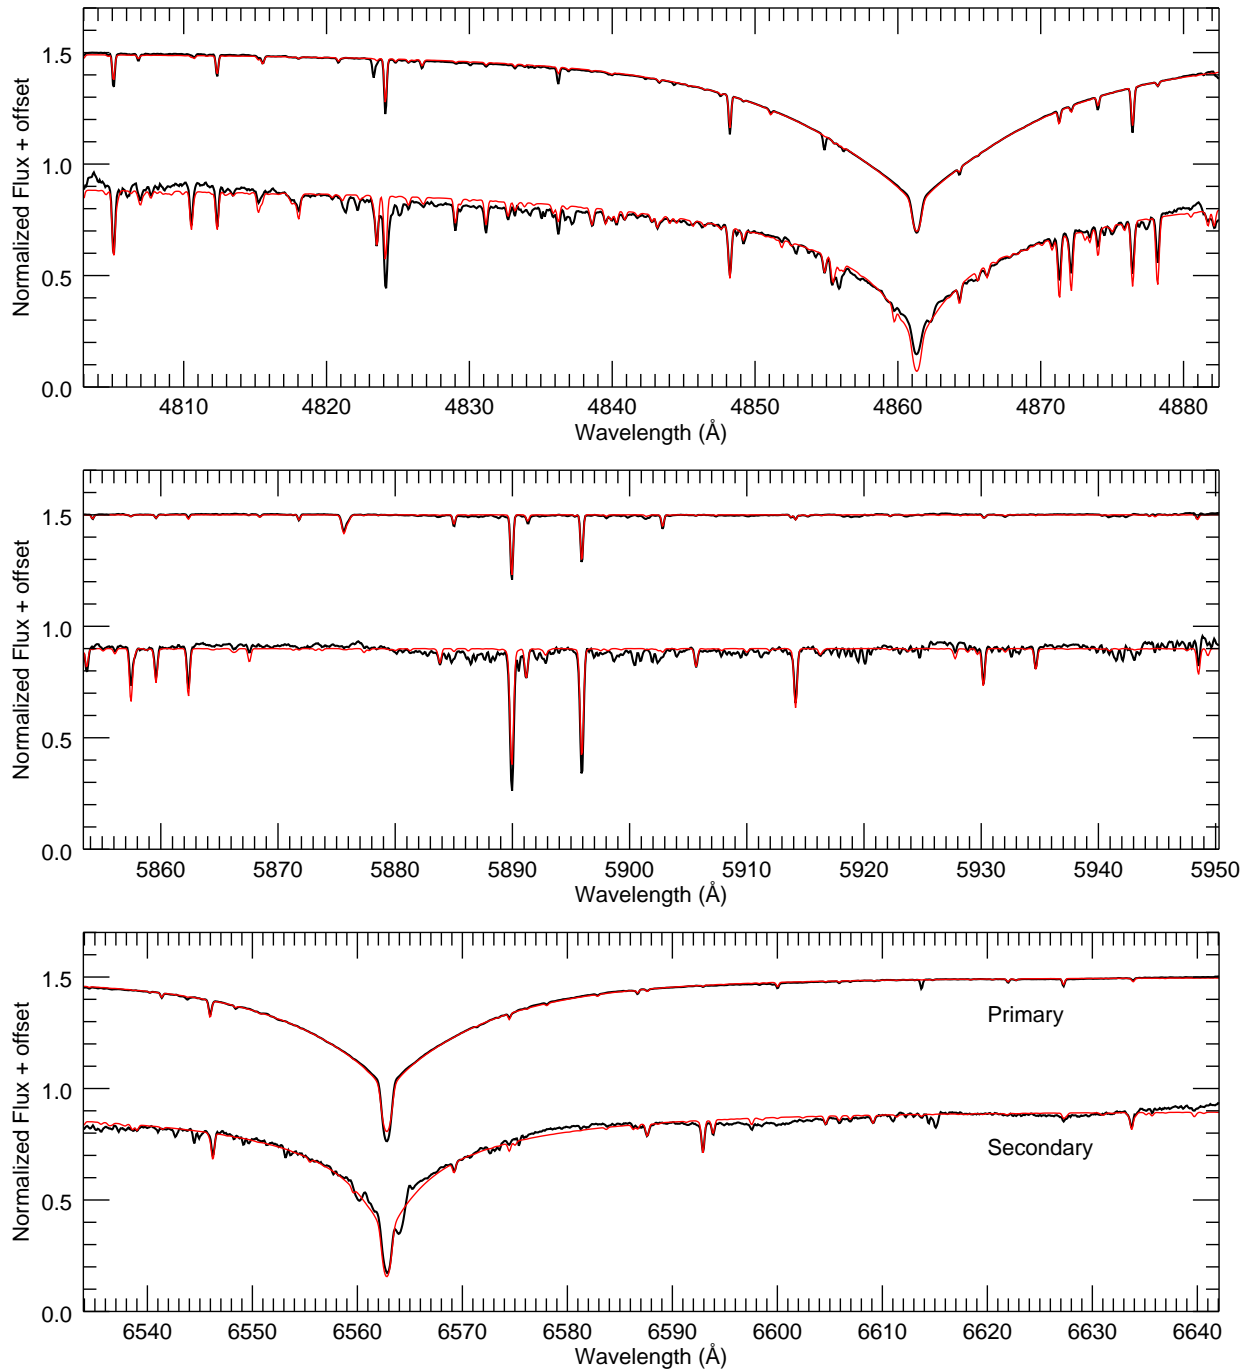 Normalized Flux + offset
1.5
1.0
0.5
0.0
4810 4820 4830 4840 4850 4860 4870 4880
Wavelength (Å)
Normalized Flux + offset
1.5
1.0
0.5
0.0
5860 5870 5880 5890 5900 5910 5920 5930 5940 5950
Wavelength (Å)
Normalized Flux + offset
1.5
Primary
1.0
Secondary
0.5
0.0
6540 6550 6560 6570 6580 6590 6600 6610 6620 6630 6640
Wavelength (Å)